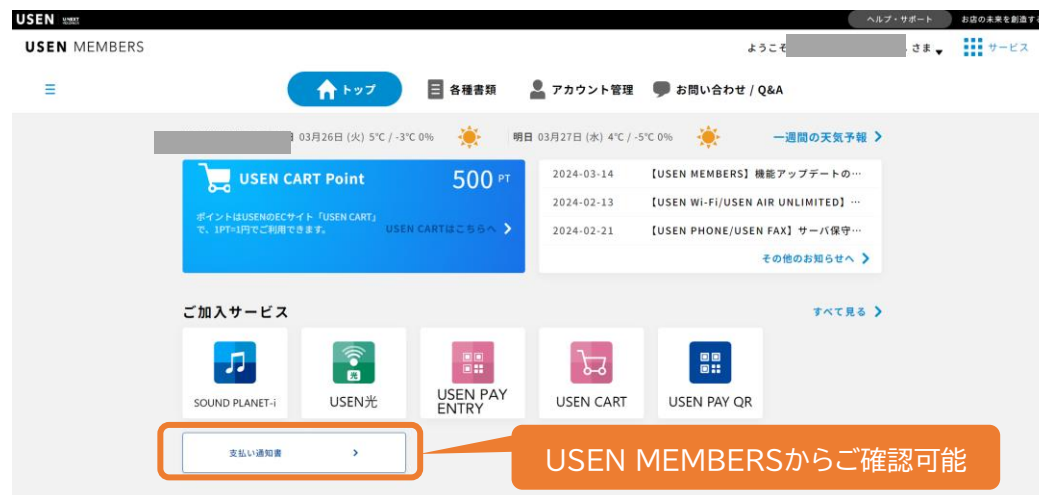 USEN
ヘルプ・サポート
お店の未来を創造す
USEN MEMBERS
ようこそ
さま
サービス
トップ
各種書類
アカウント管理
お問い合わせ / Q&A
03月26日 (火) 5℃ / -3℃ 0%
明日 03月27日 (水) 4℃ / -5℃ 0%
一週間の天気予報
USEN CART Point
500 PT
ポイントはUSENのECサイト「USEN CART」
で、1PT=1円でご利用できます。
USEN CARTはこちらへ
2024-03-14 【USEN MEMBERS】機能アップデートの…
2024-02-13 【USEN Wi-Fi/USEN AIR UNLIMITED】…
2024-02-21 【USEN PHONE/USEN FAX】サーバ保守…
その他のお知らせへ
ご加入サービス
すべて見る
光
SOUND PLANET-i
USEN光
USEN PAY
ENTRY
USEN CART
USEN PAY QR
支払い通知書
USEN MEMBERSからご確認可能